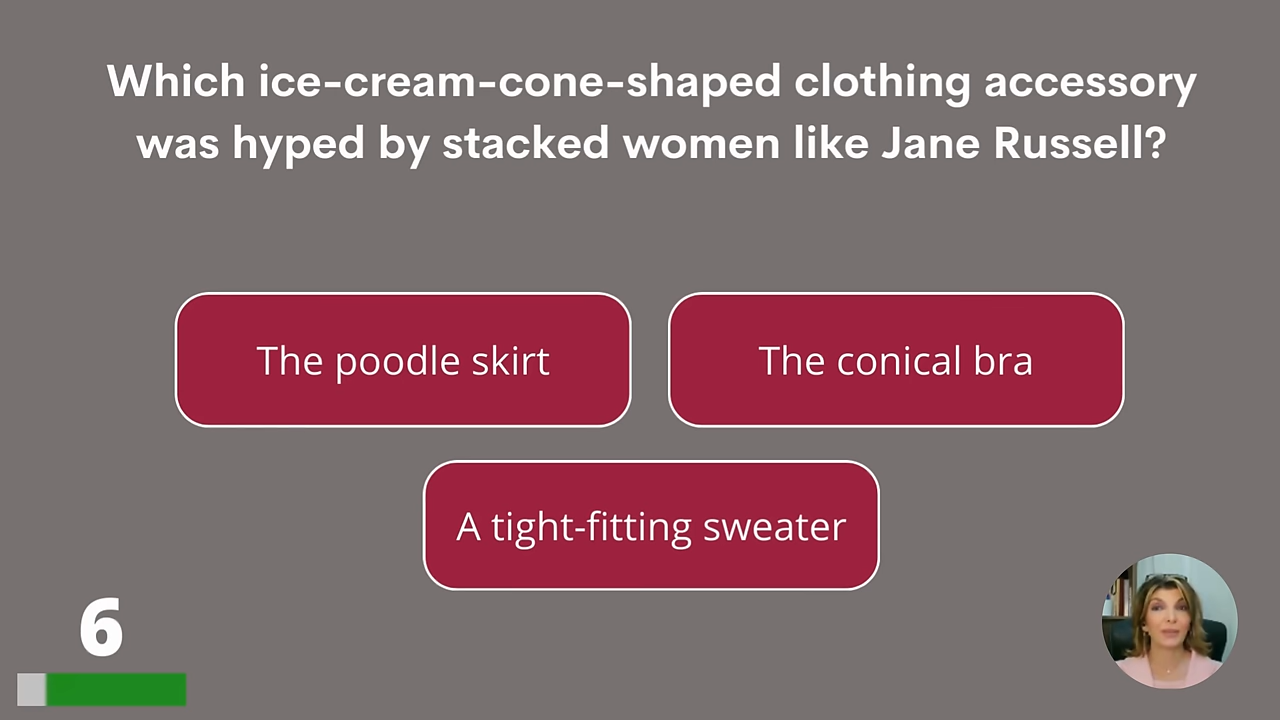 Which ice-cream-cone-shaped clothing accessory
was hyped by stacked women like Jane Russell?
The poodle skirt
The conical bra
A tight-fitting sweater
6